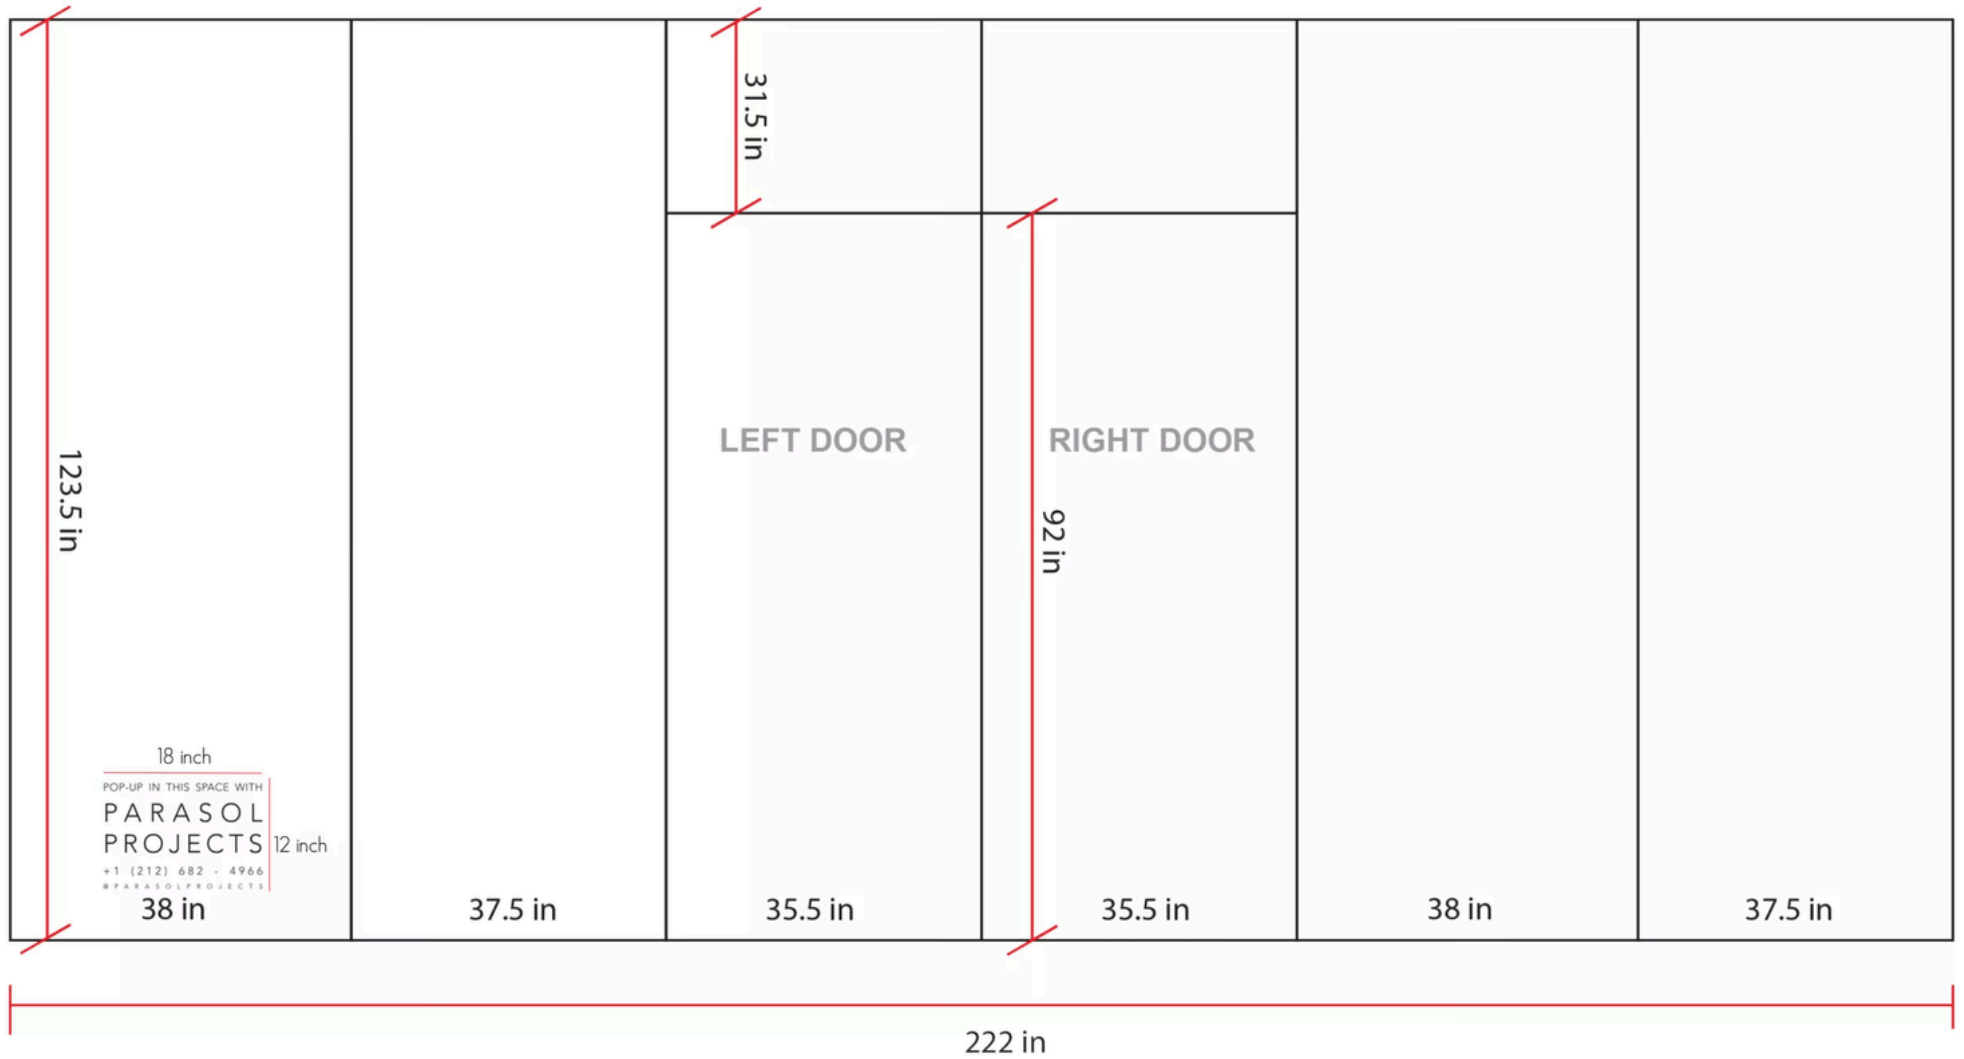 31.5 in
LEFT DOOR
RIGHT DOOR
123.5 in
92 in
18 inch
POP-UP IN THIS SPACE WITH
PARASOL
PROJECTS
12 inch
+1 (212) 682 - 4966
@PARASOLPROJECTS
38 in
37.5 in
35.5 in
35.5 in
38 in
37.5 in
222 in